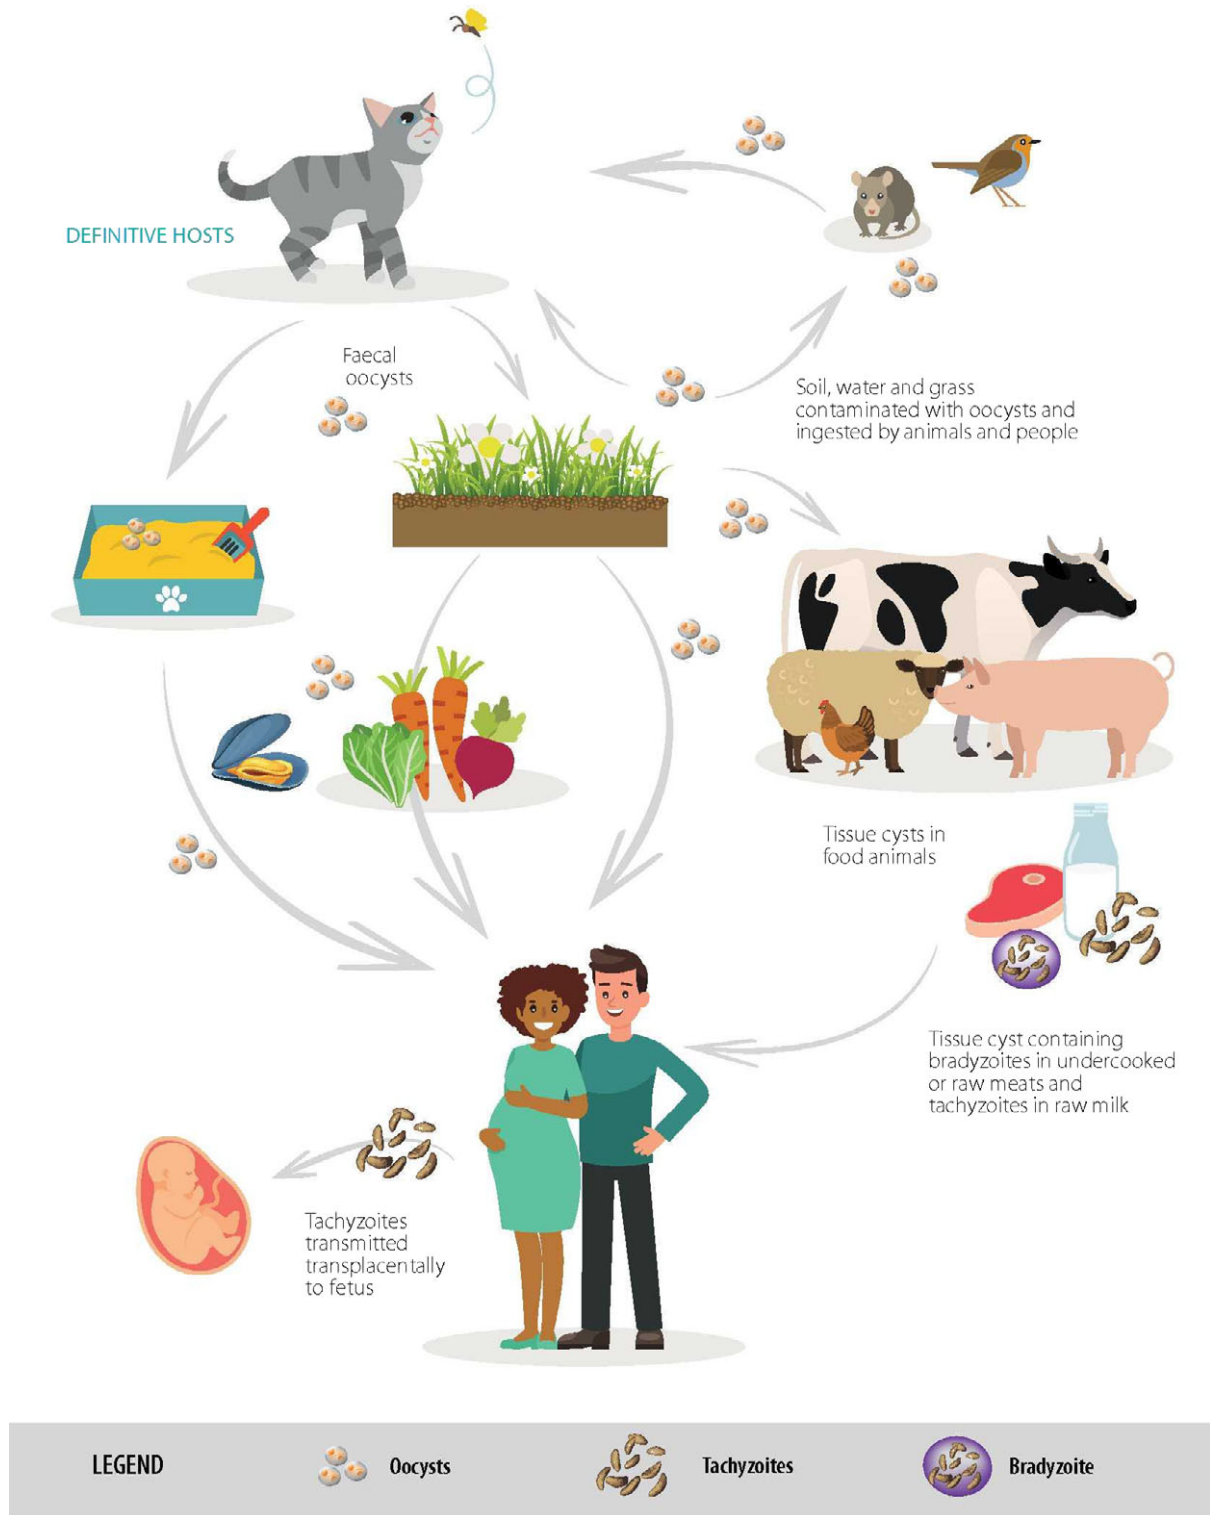 DEFINITIVE HOSTS
Faecal
oocysts
Soil, water and grass
contaminated with oocysts and
ingested by animals and people
Tissue cysts in
food animals
Tissue cyst containing
bradyzoites in undercooked
or raw meats and
tachyzoites in raw milk
Tachyzoites
transmitted
transplacentally
to fetus
LEGEND
Oocysts
Tachyzoites
Bradyzoite